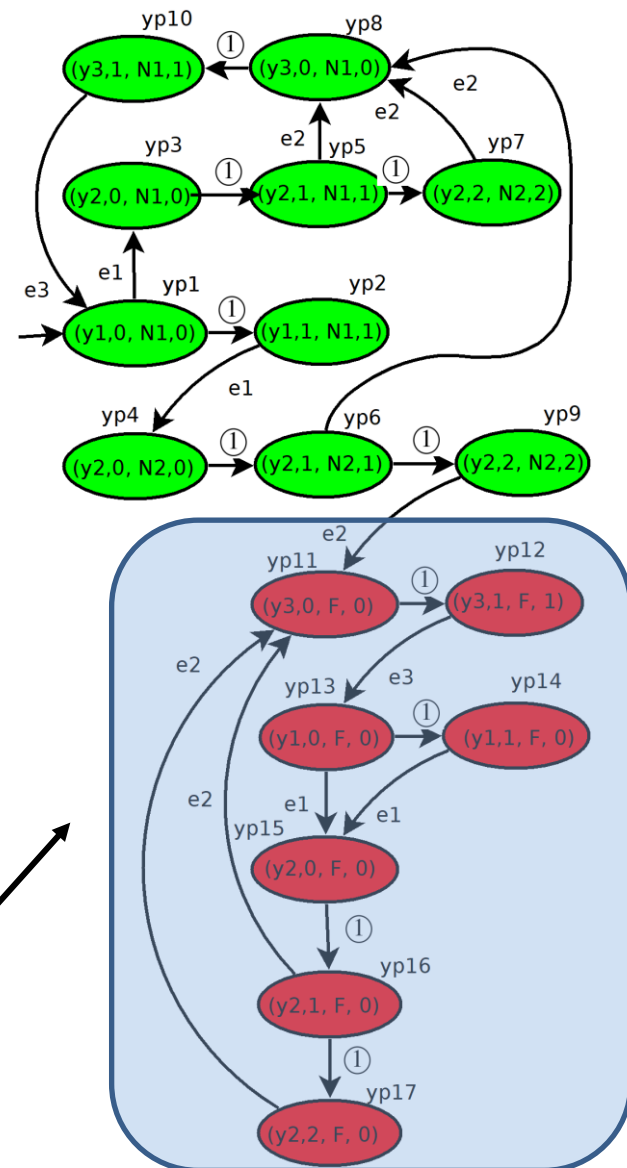 yp10
yp8
①
(y3,1, N1,1)
(y3,0, N1,0)
e2
e2
yp3
e2
yp5
yp7
①
①
(y2,0, N1,0)
(y2,1, N1,1)
(y2,2, N2,2)
e1
e3
yp1
yp2
①
(y1,0, N1,0)
(y1,1, N1,1)
e1
yp4
yp6
yp9
①
①
(y2,0, N2,0)
(y2,1, N2,1)
(y2,2, N2,2)
e2
yp11
yp12
①
(y3,0, F, 0)
(y3,1, F, 1)
e2
e3
yp13
yp14
①
(y1,0, F, 0)
(y1,1, F, 0)
e2
e1
e1
yp15
(y2,0, F, 0)
①
yp16
(y2,1, F, 0)
①
yp17
(y2,2, F, 0)